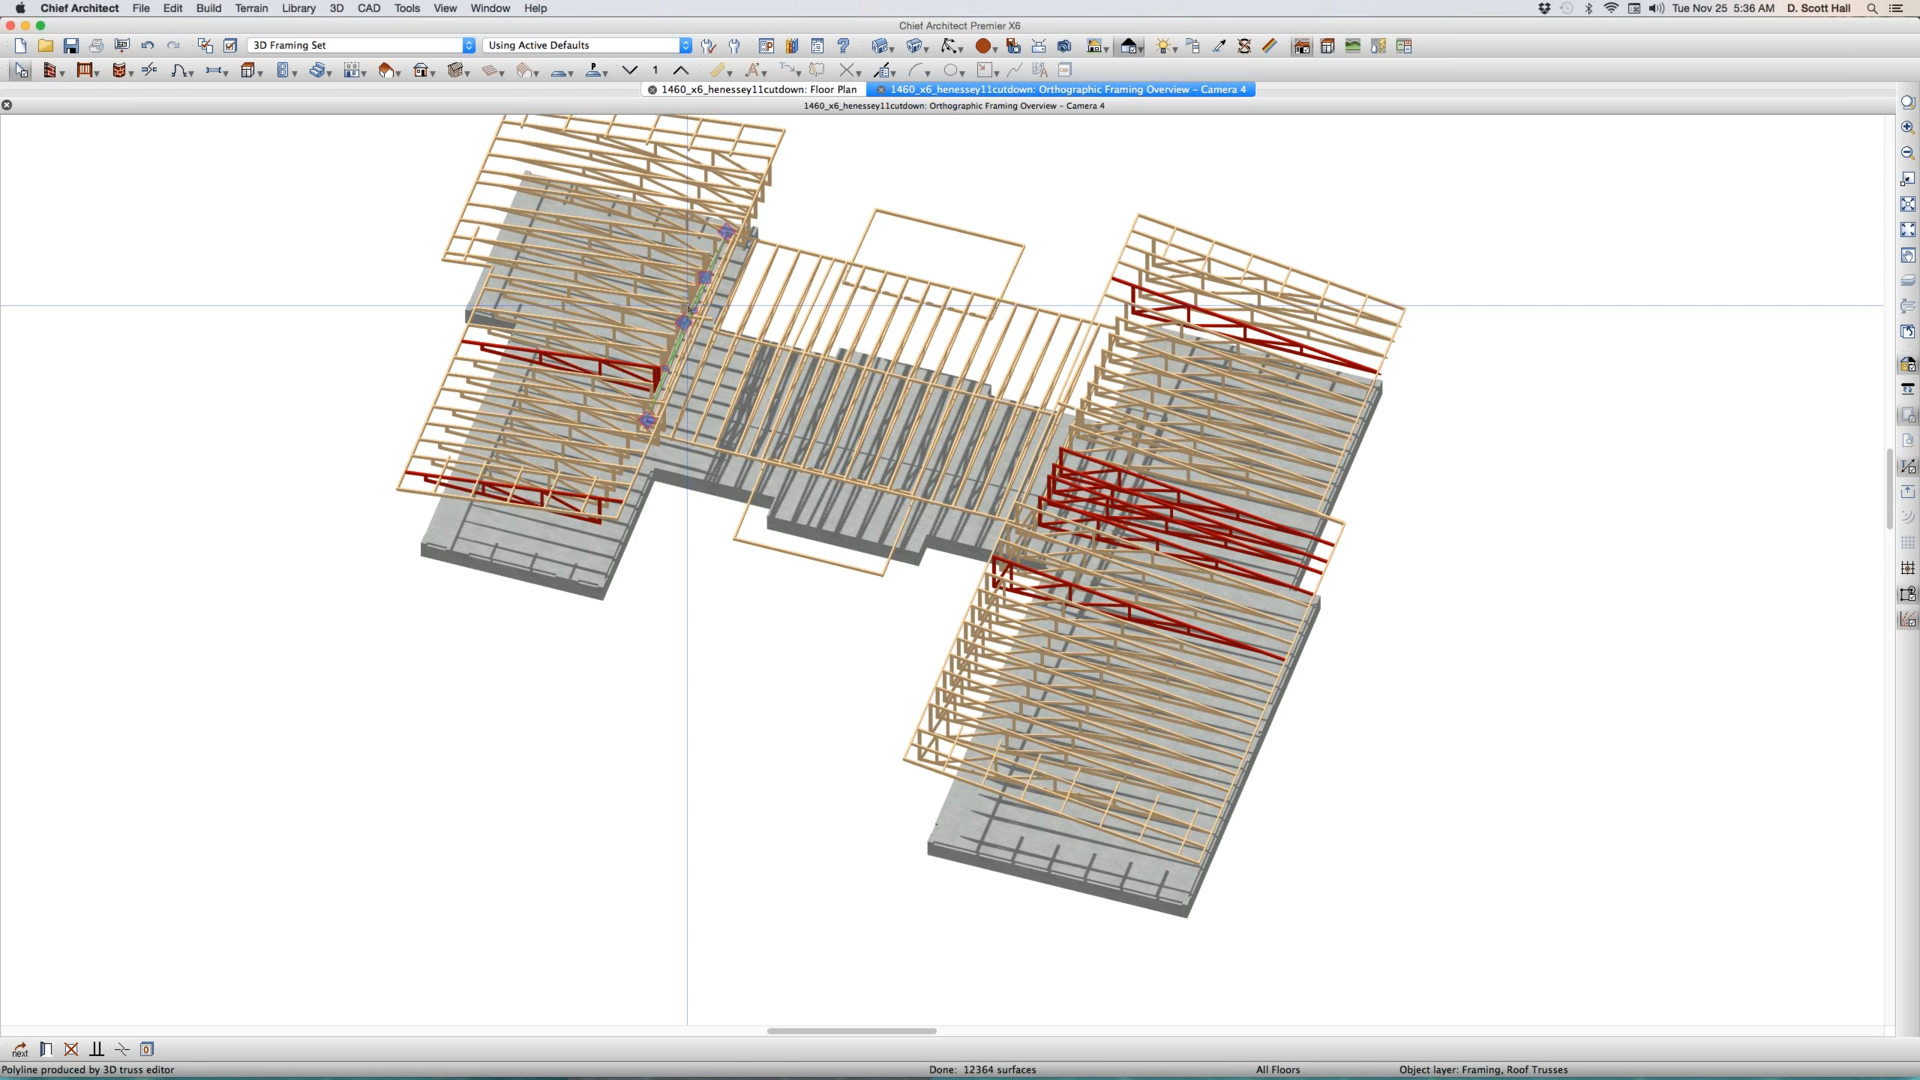 Chief Architect File Edit Build Terrain Library 3D CAD Tools View Window Help Tue Nov 25 5:36 AM D. Scott Hall
Chief Architect Premier X6
3D Framing Set Using Active Defaults
1
1460_x6_henessey11cutdown: Floor Plan 1460_x6_henessey11cutdown: Orthographic Framing Overview - Camera 4
1460_x6_henessey11cutdown: Orthographic Framing Overview - Camera 4
next
Polyline produced by 3D truss editor Done: 12364 surfaces All Floors Object layer: Framing, Roof Trusses